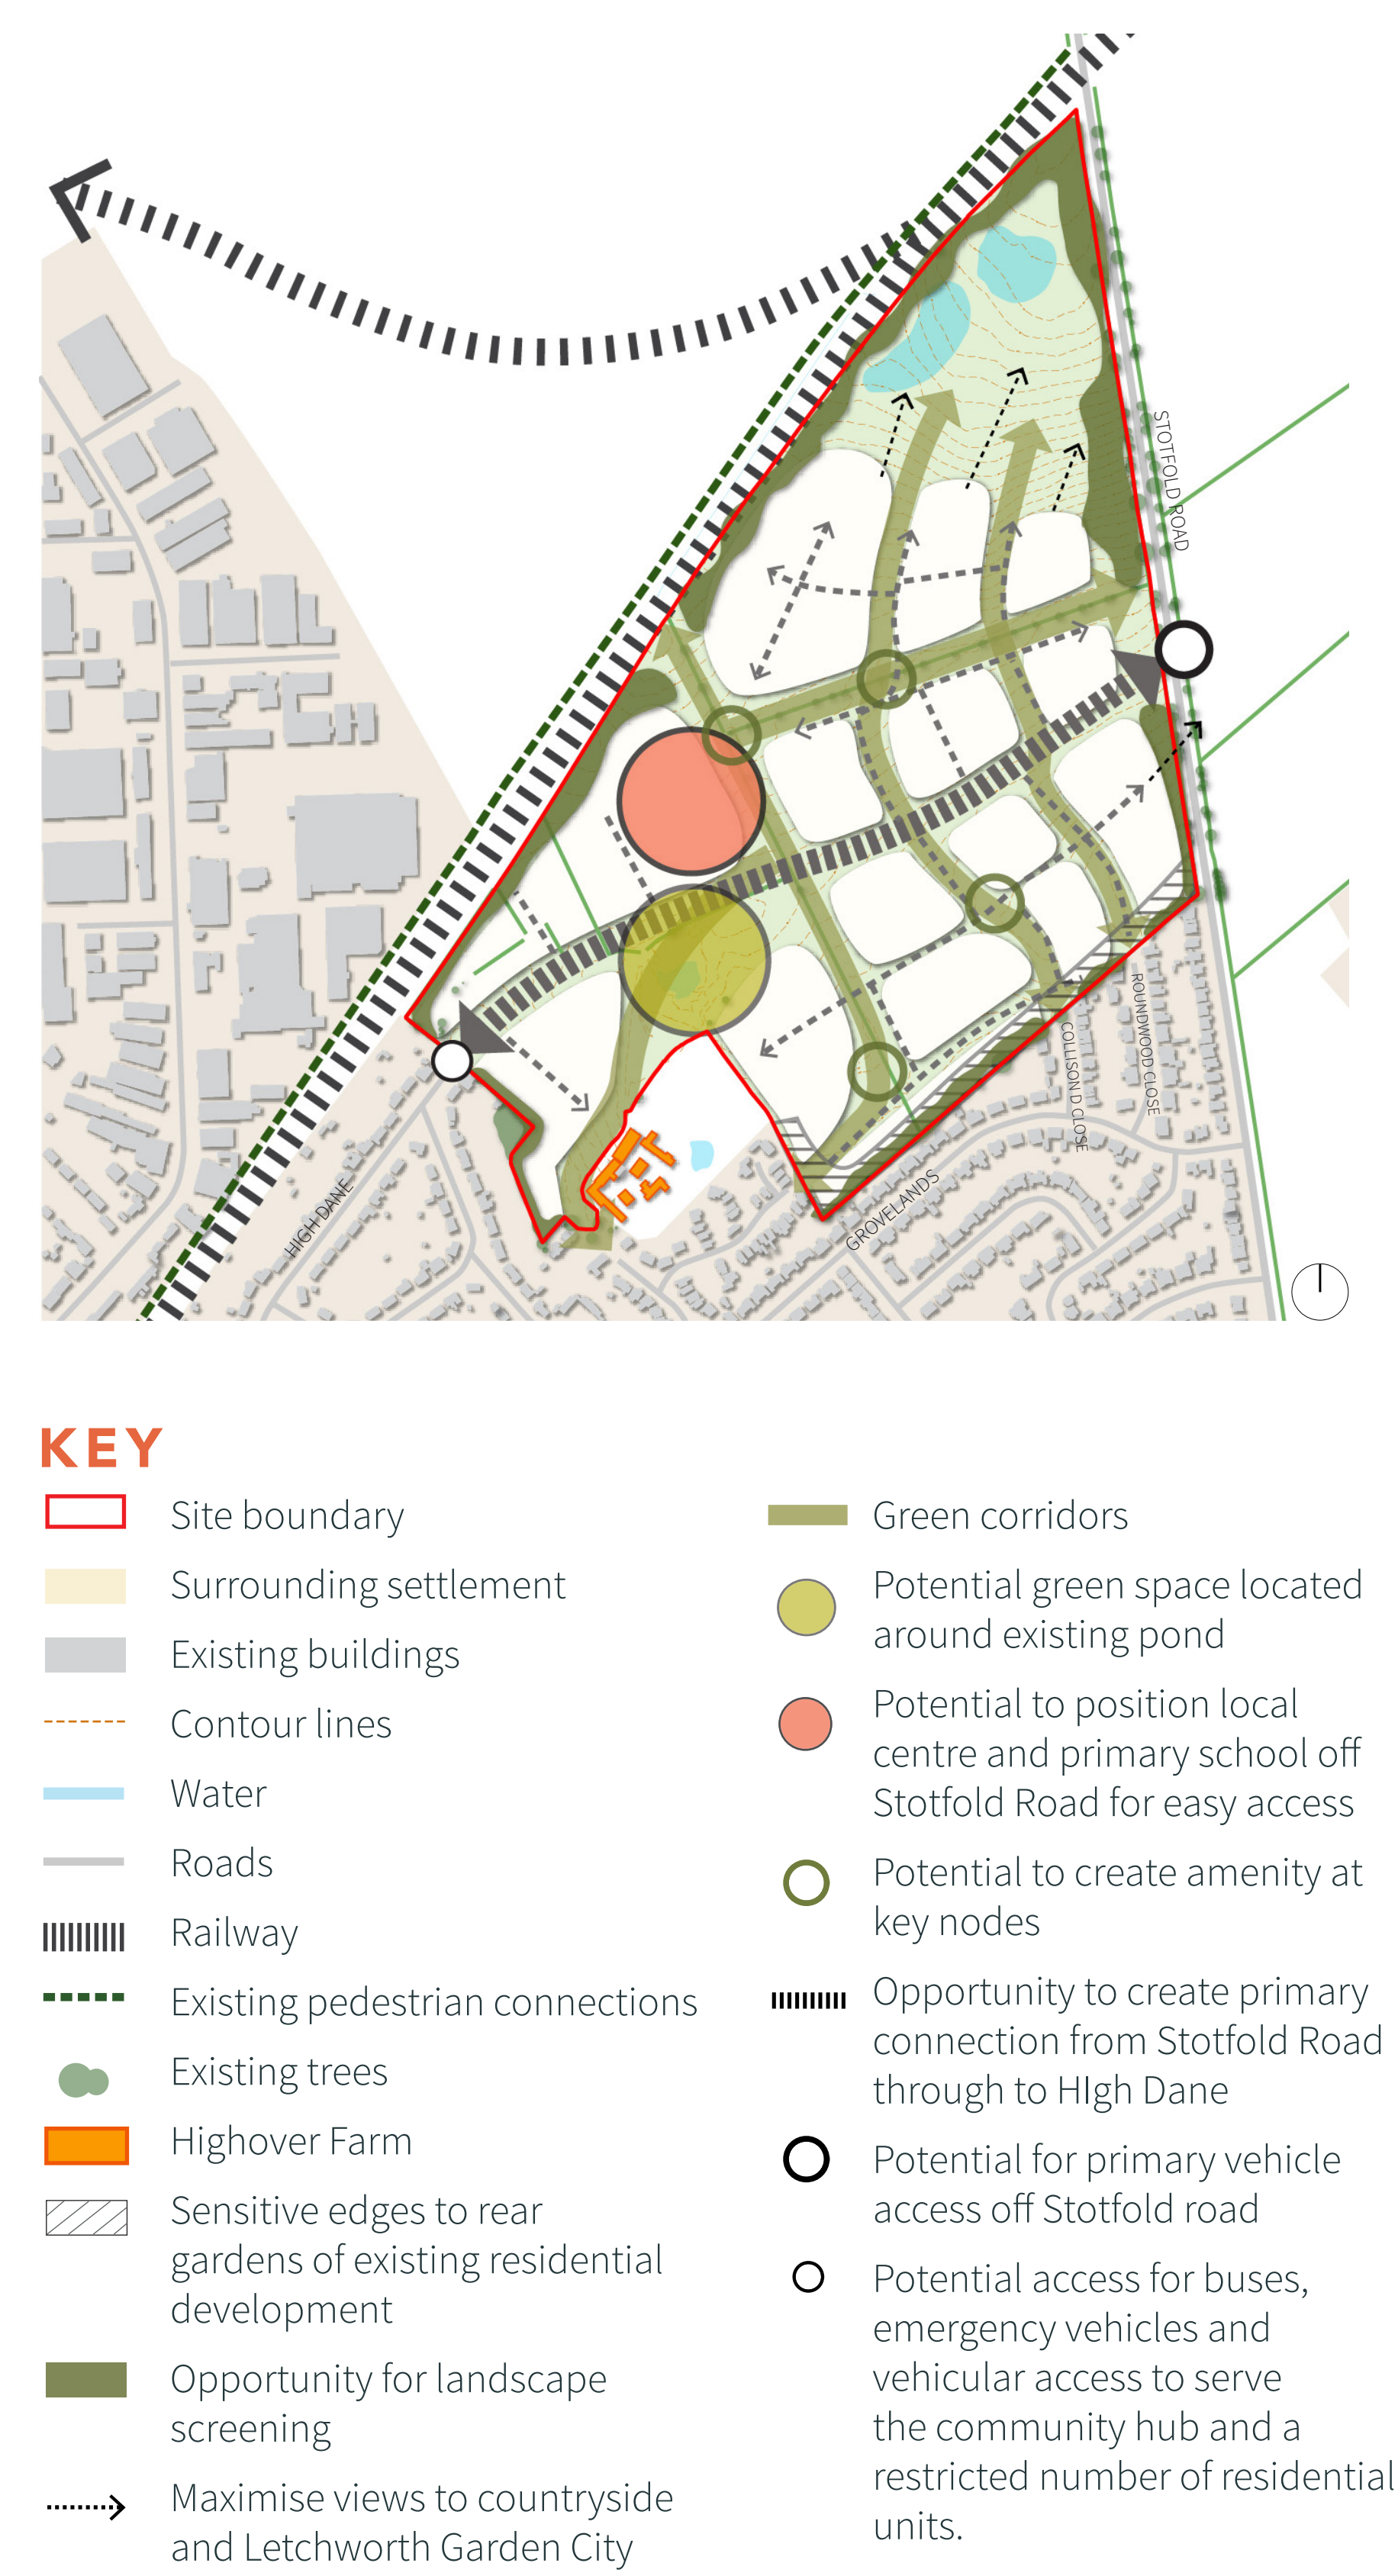 STOTFOLD ROAD
ROUNDWOOD CLOSE
COLLISON D CLOSE
GROVELANDS
HIGH DANE
KEY
Site boundary
Surrounding settlement
Existing buildings
Contour lines
Water
Roads
Railway
Existing pedestrian connections
Existing trees
Highover Farm
Sensitive edges to rear
gardens of existing residential
development
Opportunity for landscape
screening
Maximise views to countryside
and Letchworth Garden City
Green corridors
Potential green space located
around existing pond
Potential to position local
centre and primary school off
Stotfold Road for easy access
Potential to create amenity at
key nodes
Opportunity to create primary
connection from Stotfold Road
through to HIgh Dane
Potential for primary vehicle
access off Stotfold road
Potential access for buses,
emergency vehicles and
vehicular access to serve
the community hub and a
restricted number of residential
units.